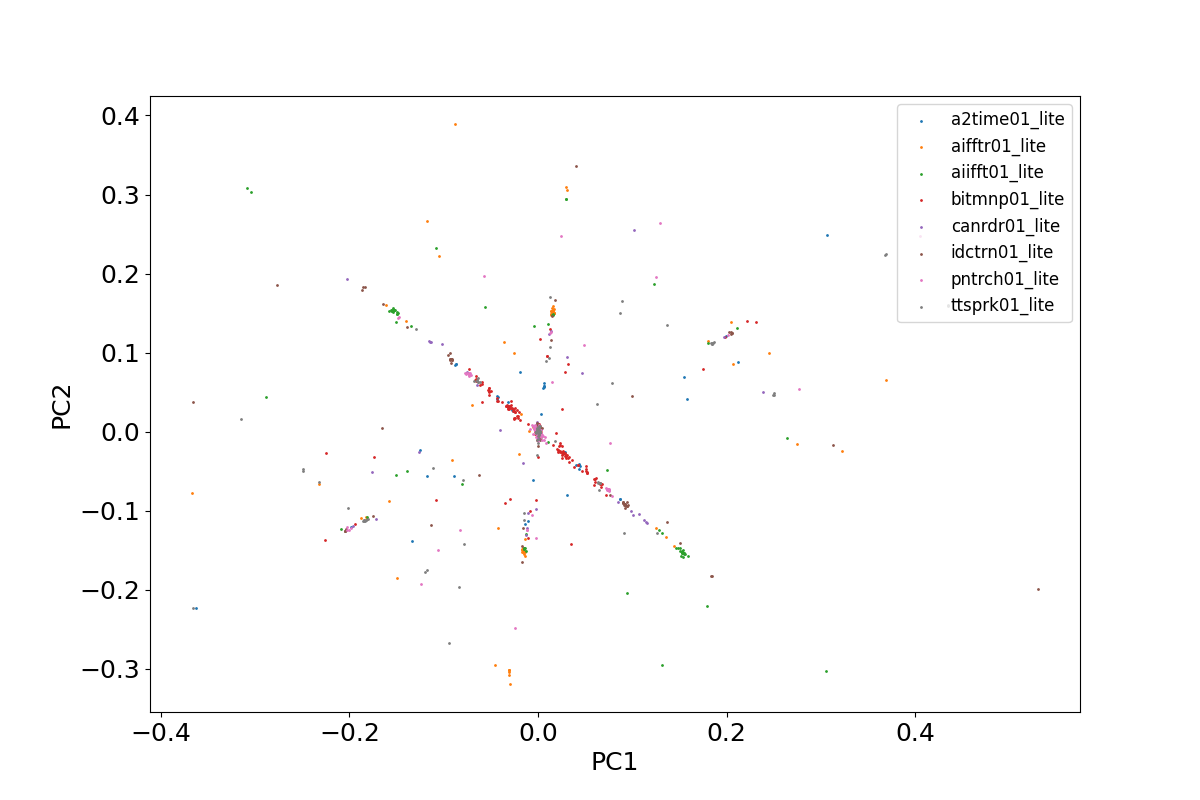 0.4
0.3
0.2
0.1
0.0
−0.1
−0.2
−0.3
PC2
−0.4 −0.2 0.0 0.2 0.4
PC1
a2time01_lite
aifftr01_lite
aiifft01_lite
bitmnp01_lite
canrdr01_lite
idctrn01_lite
pntrch01_lite
ttsprk01_lite